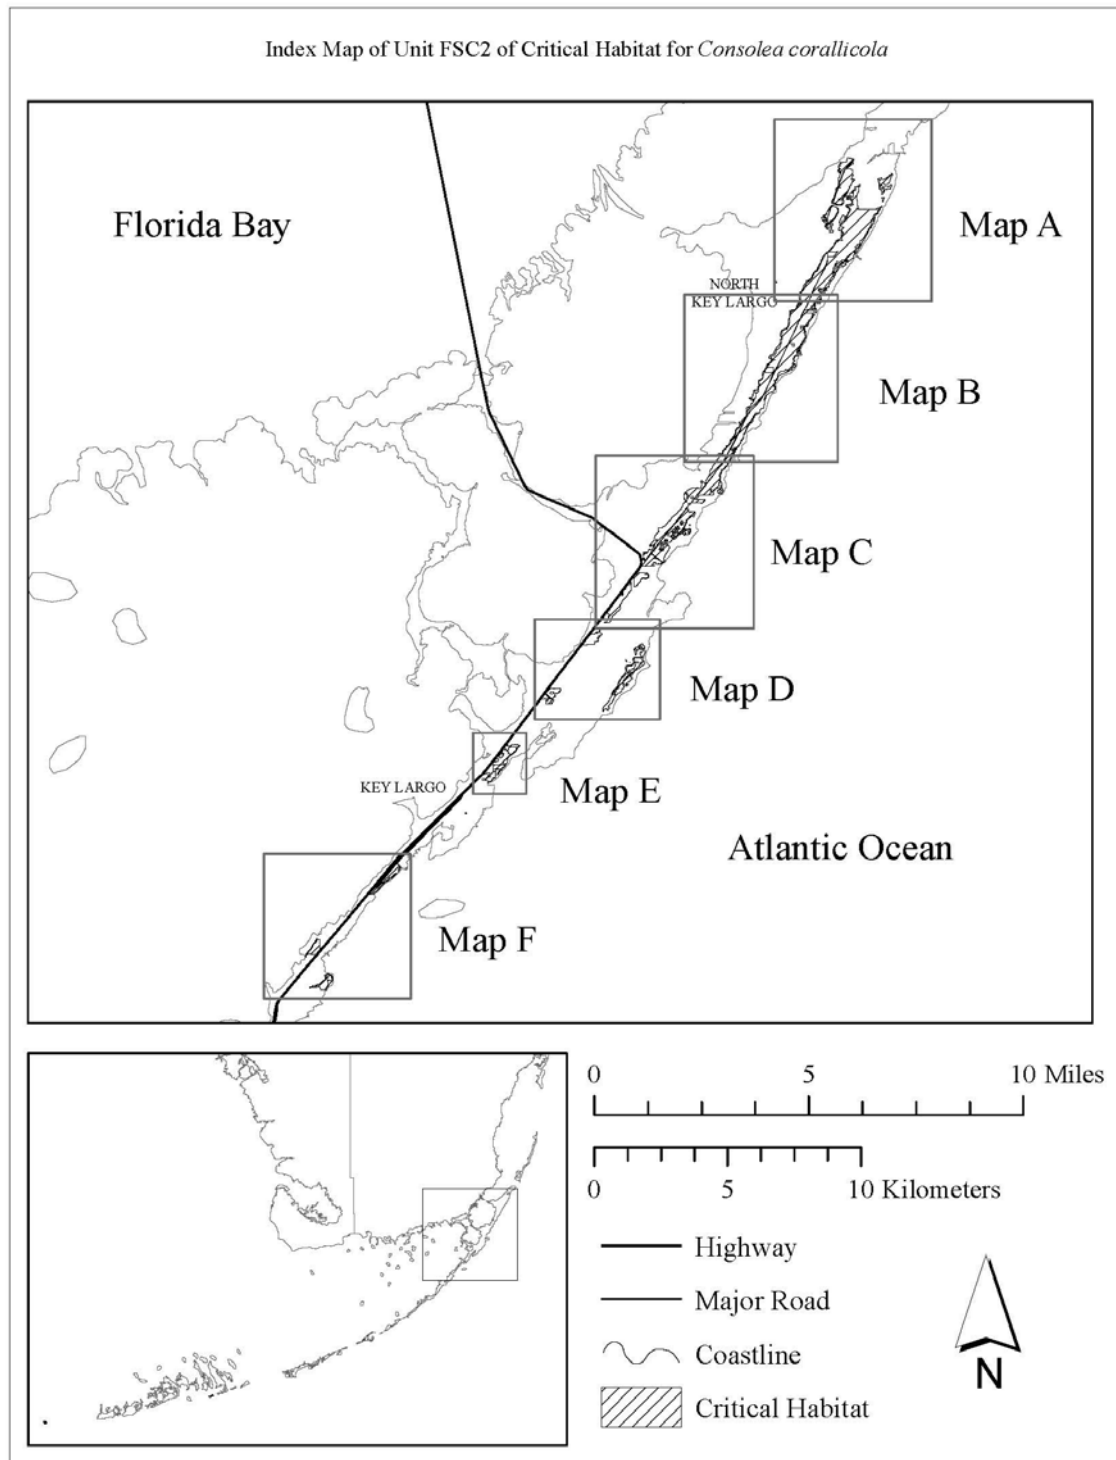 Index Map of Unit FSC2 of Critical Habitat for Consolea corallicola
Florida Bay
Map A
NORTH
KEY LARGO
Map B
Map C
Map D
KEY LARGO
Map E
Atlantic Ocean
Map F
0 5 10 Miles
0 5 10 Kilometers
Highway
Major Road
Coastline
Critical Habitat
N